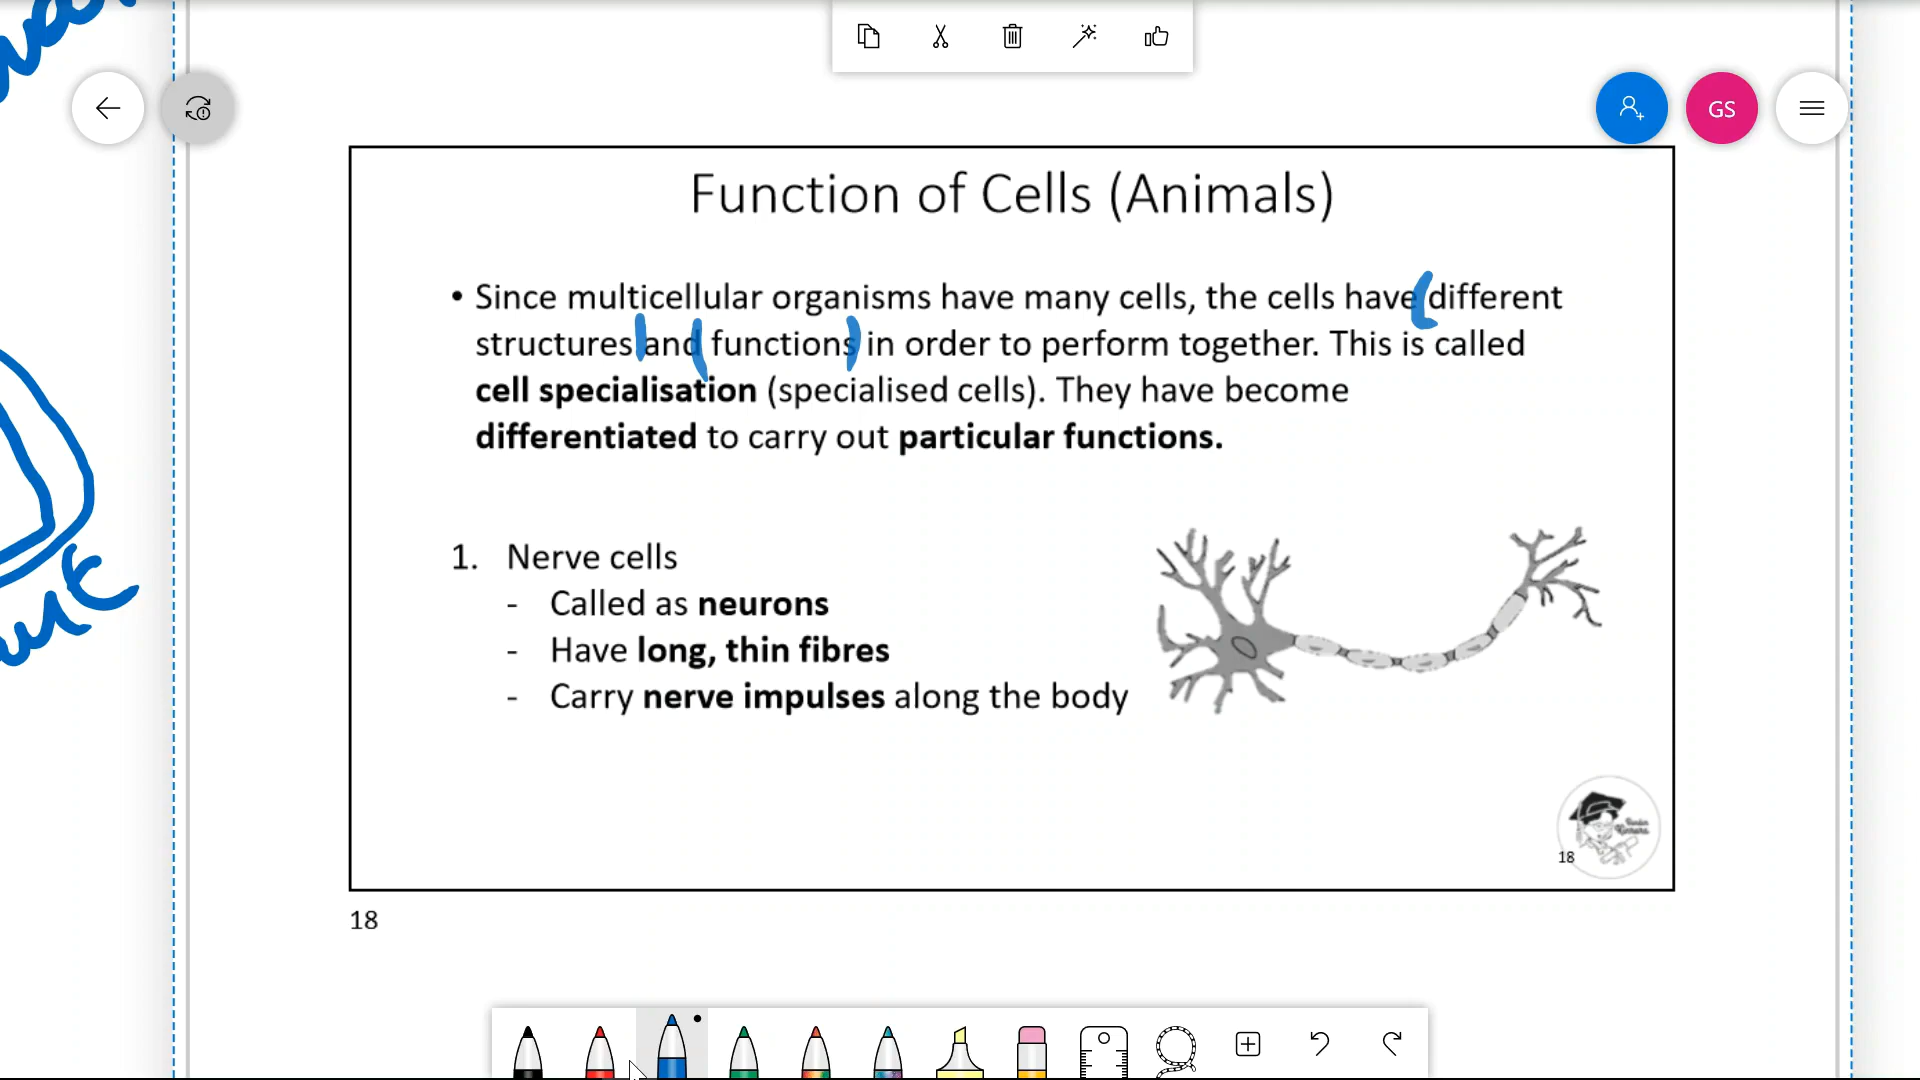 GS
Function of Cells (Animals)
• Since multicellular organisms have many cells, the cells have different
structures and functions in order to perform together. This is called
cell specialisation (specialised cells). They have become
differentiated to carry out particular functions.
1. Nerve cells
- Called as neurons
- Have long, thin fibres
- Carry nerve impulses along the body
18
18